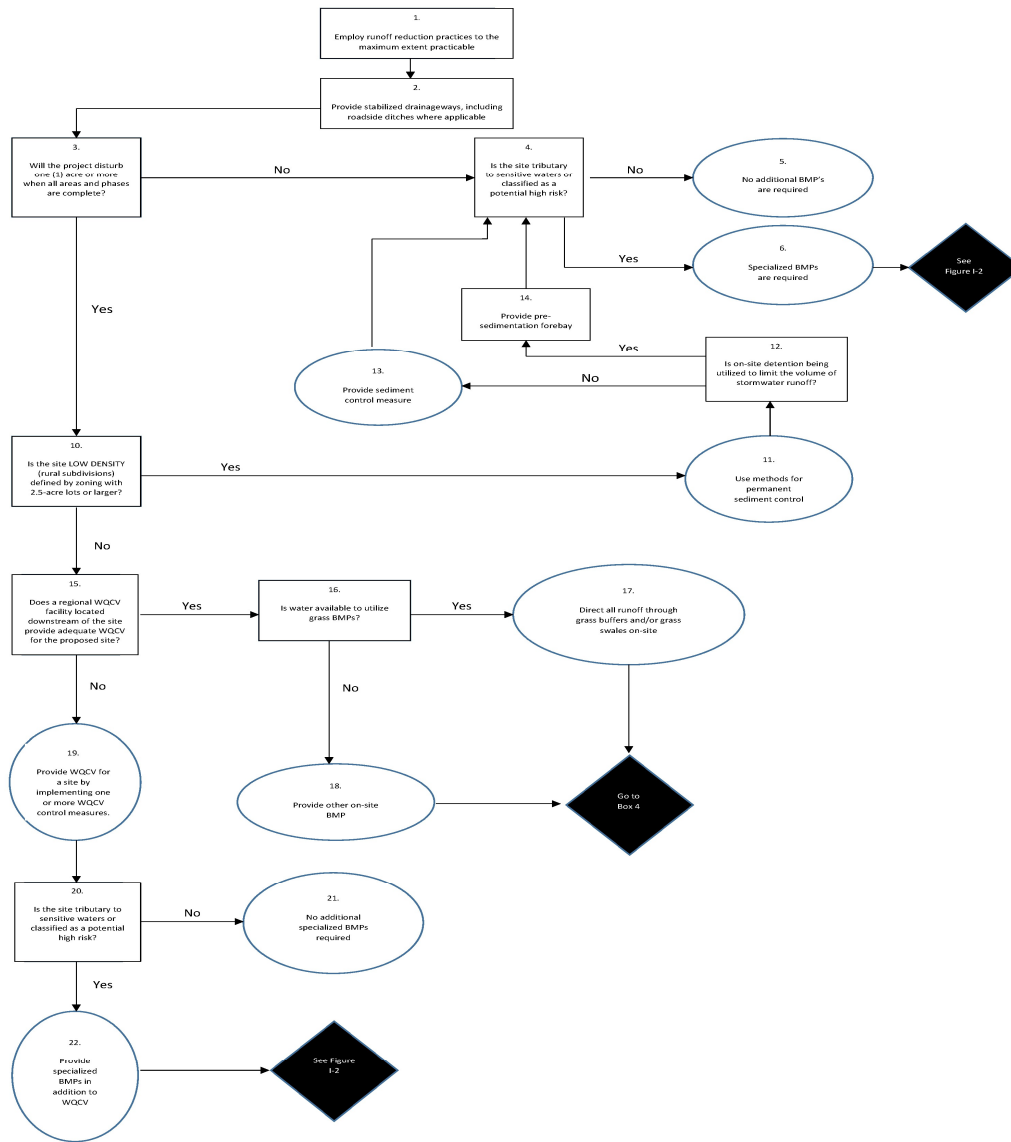 1.
Employ runoff reduction practices to the
maximum extent practicable
2.
Provide stabilized drainageways, including
roadside ditches where applicable
3.
Will the project disturb
one (1) acre or more
when all areas and phases
are complete?
No
4.
Is the site tributary
to sensitive waters or
classified as a
potential high risk?
No
5.
No additional BMP's
are required
Yes
6.
Specialized BMPs
are required
See
Figure I-2
Yes
14.
Provide pre-
sedimentation forebay
Yes
12.
Is on-site detention being
utilized to limit the volume of
stormwater runoff?
No
13.
Provide sediment
control measure
10.
Is the site LOW DENSITY
(rural subdivisions)
defined by zoning with
2.5-acre lots or larger?
Yes
11.
Use methods for
permanent
sediment control
No
15.
Does a regional WQCV
facility located
downstream of the site
provide adequate WQCV
for the proposed site?
Yes
16.
Is water available to utilize
grass BMPs?
Yes
17.
Direct all runoff through
grass buffers and/or grass
swales on-site
No
No
19.
Provide WQCV for
a site by
implementing one
or more WQCV
control measures.
18.
Provide other on-site
BMP
Go to
Box 4
20.
Is the site tributary to
sensitive waters or
classified as a potential
high risk?
No
21.
No additional
specialized BMPs
required
Yes
22.
Provide
specialized
BMPs in
addition to
WQCV
See Figure
I-2